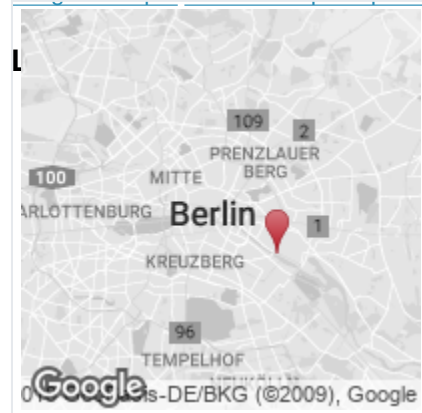 109
2
PRENZLAUER
BERG
100
MITTE
ARLOTTENBURG
Berlin
1
KREUZBERG
96
TEMPELHOF
Google -DE/BKG (©2009), Google